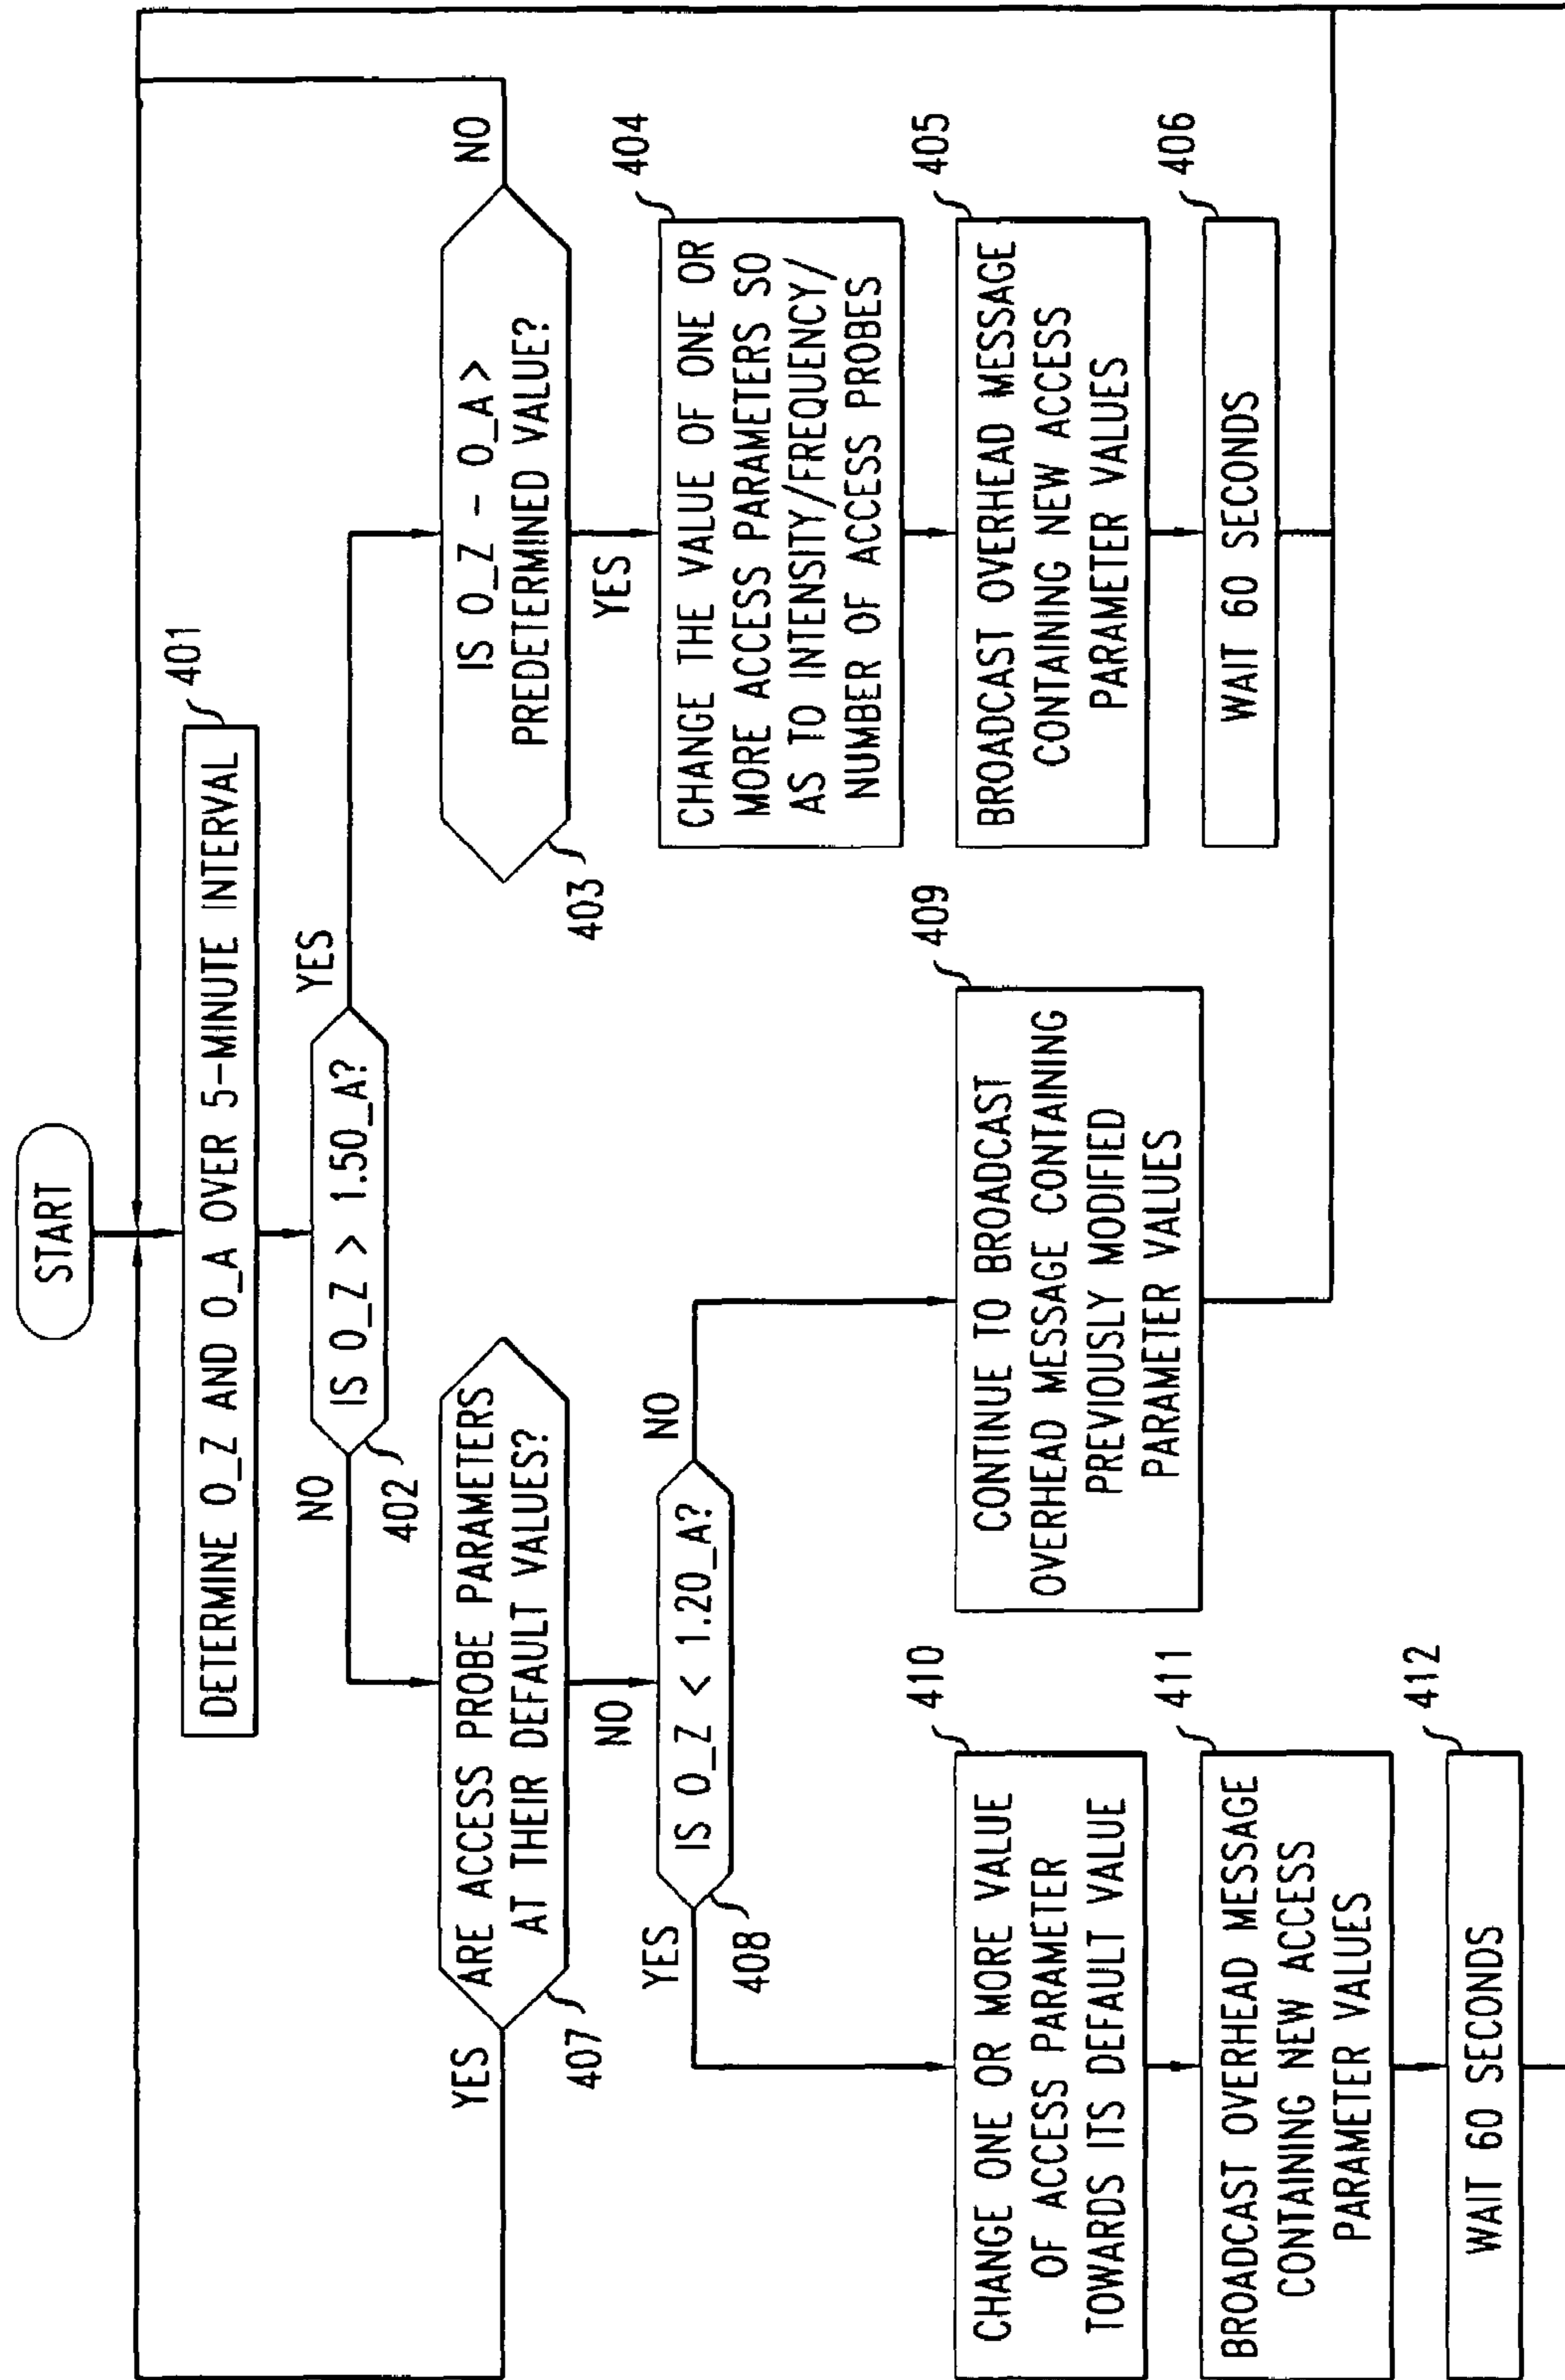 START
DETERMINE O_Z AND O_A OVER 5-MINUTE INTERVAL
401
IS O_Z > 1.5O_A?
402
YES
NO
IS O_Z - O_A >
PREDETERMINED VALUE?
403
NO
YES
CHANGE THE VALUE OF ONE OR
MORE ACCESS PARAMETERS SO
AS TO INTENSITY/FREQUENCY/
NUMBER OF ACCESS PROBES
404
BROADCAST OVERHEAD MESSAGE
CONTAINING NEW ACCESS
PARAMETER VALUES
405
WAIT 60 SECONDS
406
ARE ACCESS PROBE PARAMETERS
AT THEIR DEFAULT VALUES?
407
YES
NO
IS O_Z < 1.2O_A?
408
YES
NO
CONTINUE TO BROADCAST
OVERHEAD MESSAGE CONTAINING
PREVIOUSLY MODIFIED
PARAMETER VALUES
409
CHANGE ONE OR MORE VALUE
OF ACCESS PARAMETER
TOWARDS ITS DEFAULT VALUE
410
BROADCAST OVERHEAD MESSAGE
CONTAINING NEW ACCESS
PARAMETER VALUES
411
WAIT 60 SECONDS
412